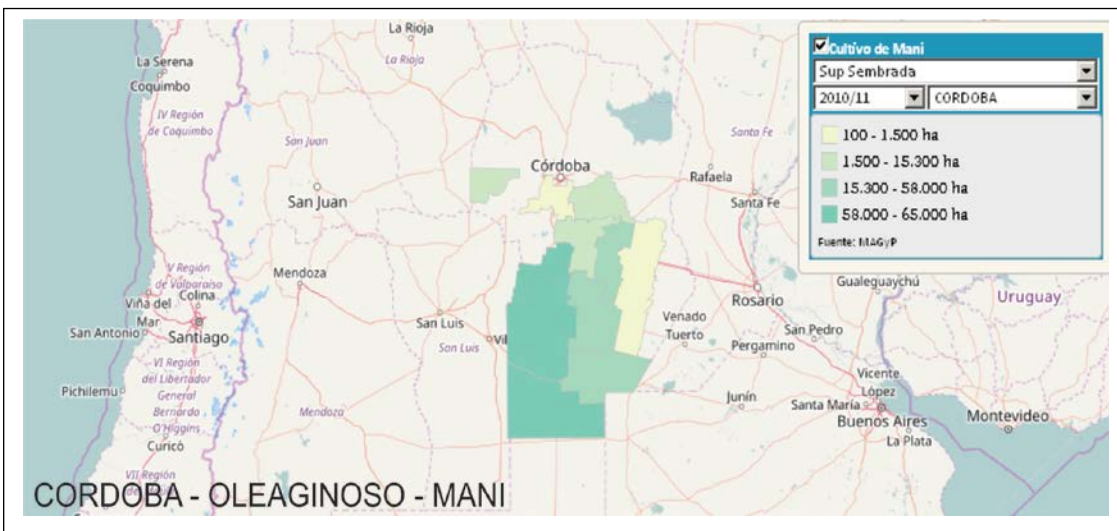 La Rioja
La Rioja
La Serena
Coquimbo
IV Región
de Coquimbo
San Juan
San Juan
Córdoba
Rafaela
Santa Fe
Santa Fe
Mendoza
V Región
de Valparaíso
Viña del
Mar
Colina
San Antonio
Santiago
San Luis
San Luis
Vil
Rosario
Venado
Tuerto
San Pedro
Pergamino
Gualeguaychú
Uruguay
Pichilemu
VI Región
del Libertador
General
Bernardo
O'Higgins
Curicó
Mendoza
Junín
Vicente
López
Santa María
Buenos Aires
La Plata
Montevideo
VII Región
Cultivo de Mani
Sup Sembrada
2010/11 CORDOBA
100 - 1.500 ha
1.500 - 15.300 ha
15.300 - 58.000 ha
58.000 - 65.000 ha
Fuente: MAGyP
CORDOBA - OLEAGINOSO - MANI